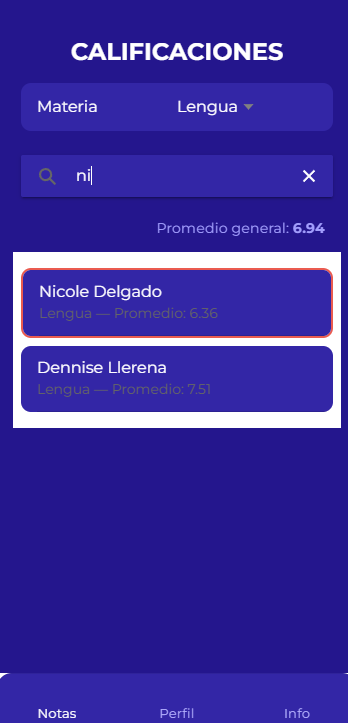 CALIFICACIONES
Materia Lengua
ni
Promedio general: 6.94
Nicole Delgado
Lengua — Promedio: 6.36
Dennise Llerena
Lengua — Promedio: 7.51
Notas Perfil Info